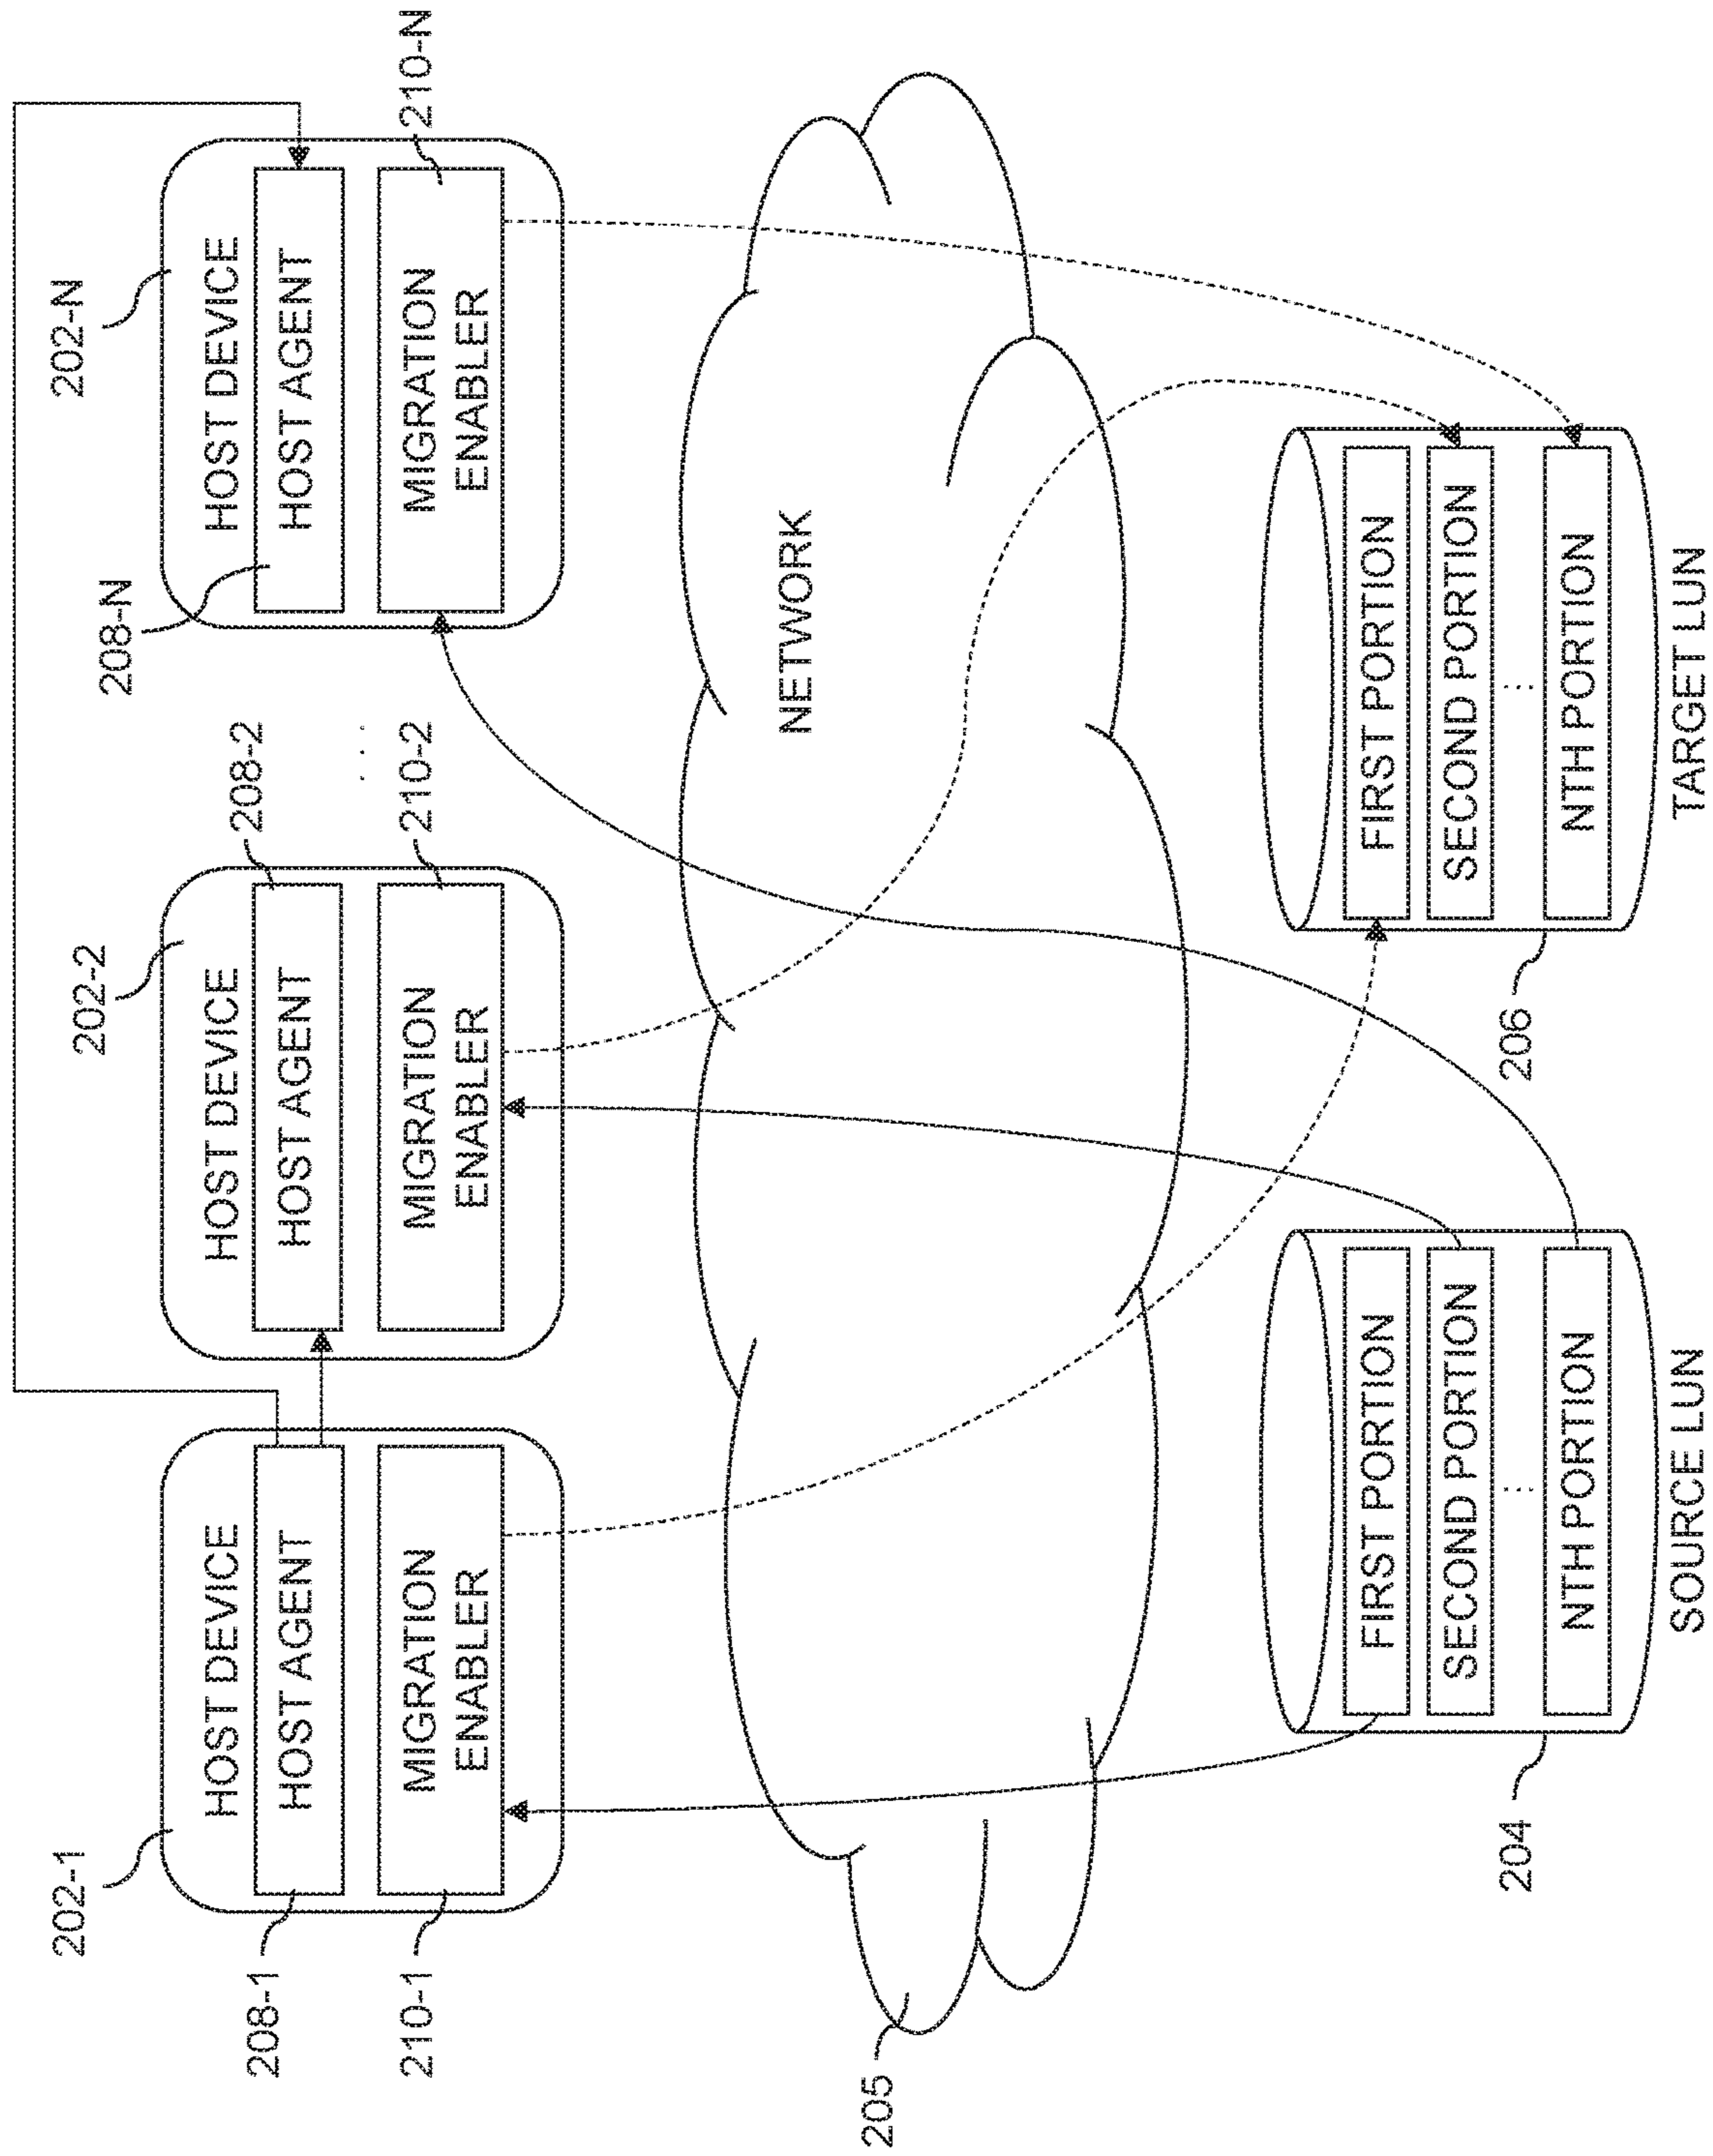 202-1
HOST DEVICE
HOST AGENT
208-1
MIGRATION
ENABLER
210-1
202-2
HOST DEVICE
HOST AGENT
208-2
MIGRATION
ENABLER
210-2
. . .
202-N
HOST DEVICE
208-N
HOST AGENT
MIGRATION
ENABLER
210-N
205
NETWORK
204
FIRST PORTION
SECOND PORTION
...
NTH PORTION
SOURCE LUN
206
FIRST PORTION
SECOND PORTION
...
NTH PORTION
TARGET LUN